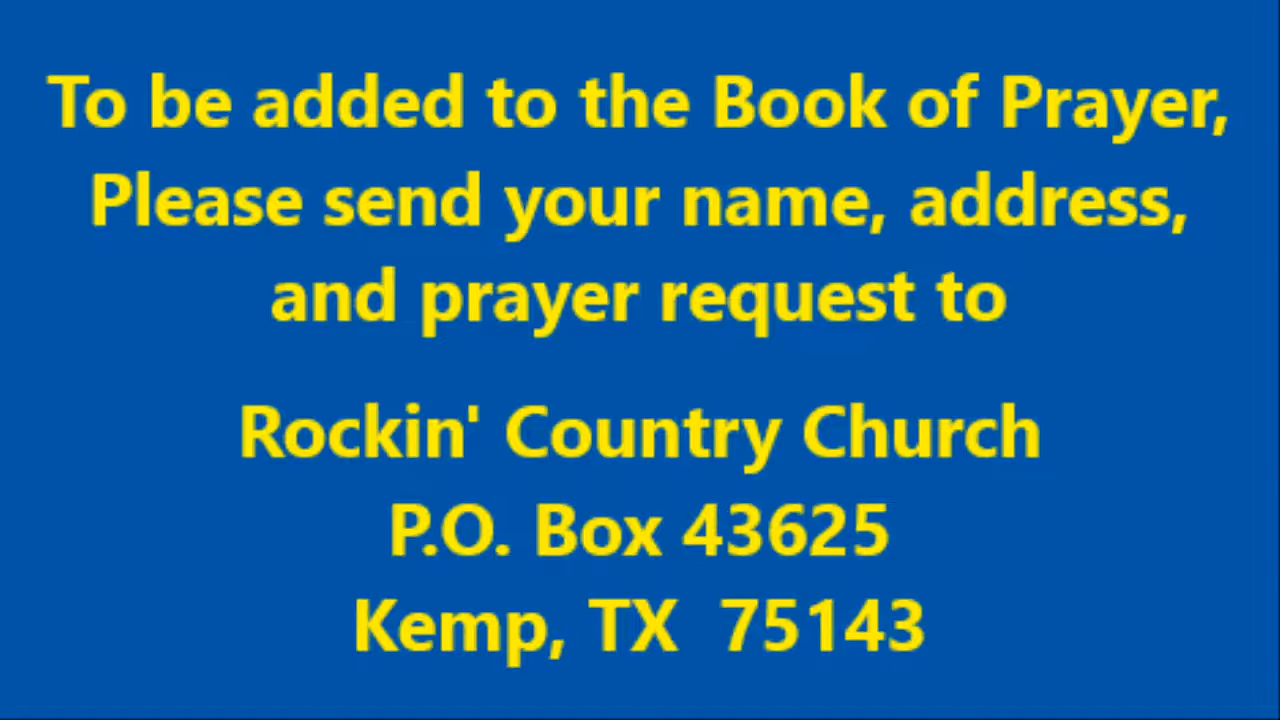 To be added to the Book of Prayer,
Please send your name, address,
and prayer request to
Rockin' Country Church
P.O. Box 43625
Kemp, TX  75143